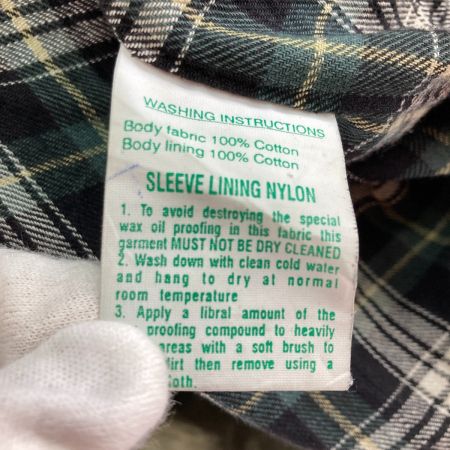 WASHING INSTRUCTIONS
Body fabric 100% Cotton
Body lining 100% Cotton
SLEEVE LINING NYLON
1. To avoid destroying the special
wax oil proofing in this fabric this
garment MUST NOT BE DRY CLEANED
2. Wash down with clean cold water
and hang to dry at normal
room temperature
3. Apply a libral amount of the
proofing compound to heavily
areas with a soft brush to
dirt then remove using a